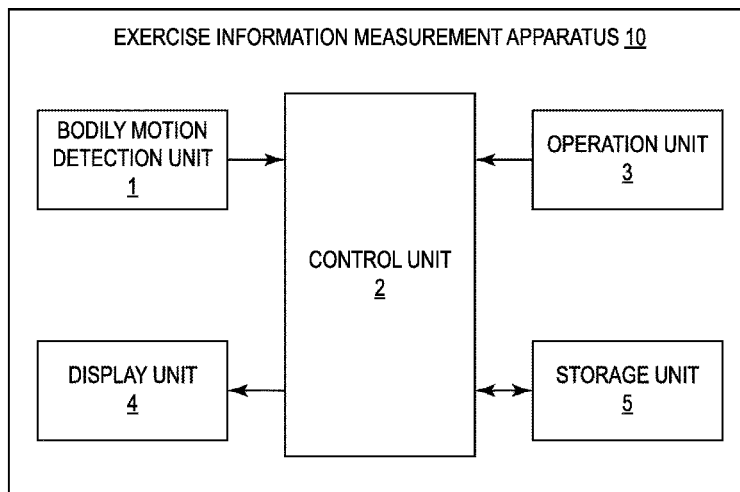 EXERCISE INFORMATION MEASUREMENT APPARATUS 10
BODILY MOTION
DETECTION UNIT
1
OPERATION UNIT
3
CONTROL UNIT
2
DISPLAY UNIT
4
STORAGE UNIT
5